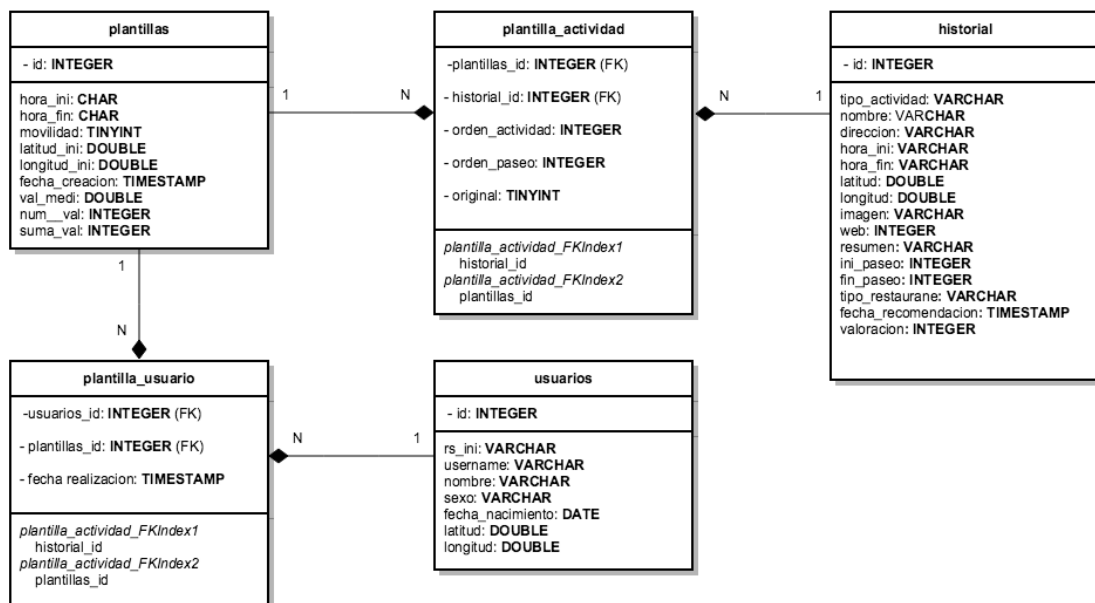 plantillas
- id: INTEGER
hora_ini: CHAR
hora_fin: CHAR
movilidad: TINYINT
latitud_ini: DOUBLE
longitud_ini: DOUBLE
fecha_creacion: TIMESTAMP
val_medi: DOUBLE
num__val: INTEGER
suma_val: INTEGER
1
N
plantilla_actividad
-plantillas_id: INTEGER (FK)
- historial_id: INTEGER (FK)
- orden_actividad: INTEGER
- orden_paseo: INTEGER
- original: TINYINT
plantilla_actividad_FKIndex1
historial_id
plantilla_actividad_FKIndex2
plantillas_id
N
1
historial
- id: INTEGER
tipo_actividad: VARCHAR
nombre: VARCHAR
direccion: VARCHAR
hora_ini: VARCHAR
hora_fin: VARCHAR
latitud: DOUBLE
longitud: DOUBLE
imagen: VARCHAR
web: INTEGER
resumen: VARCHAR
ini_paseo: INTEGER
fin_paseo: INTEGER
tipo_restaurane: VARCHAR
fecha_recomendacion: TIMESTAMP
valoracion: INTEGER
1
N
plantilla_usuario
-usuarios_id: INTEGER (FK)
- plantillas_id: INTEGER (FK)
- fecha realizacion: TIMESTAMP
plantilla_actividad_FKIndex1
historial_id
plantilla_actividad_FKIndex2
plantillas_id
N
1
usuarios
- id: INTEGER
rs_ini: VARCHAR
username: VARCHAR
nombre: VARCHAR
sexo: VARCHAR
fecha_nacimiento: DATE
latitud: DOUBLE
longitud: DOUBLE